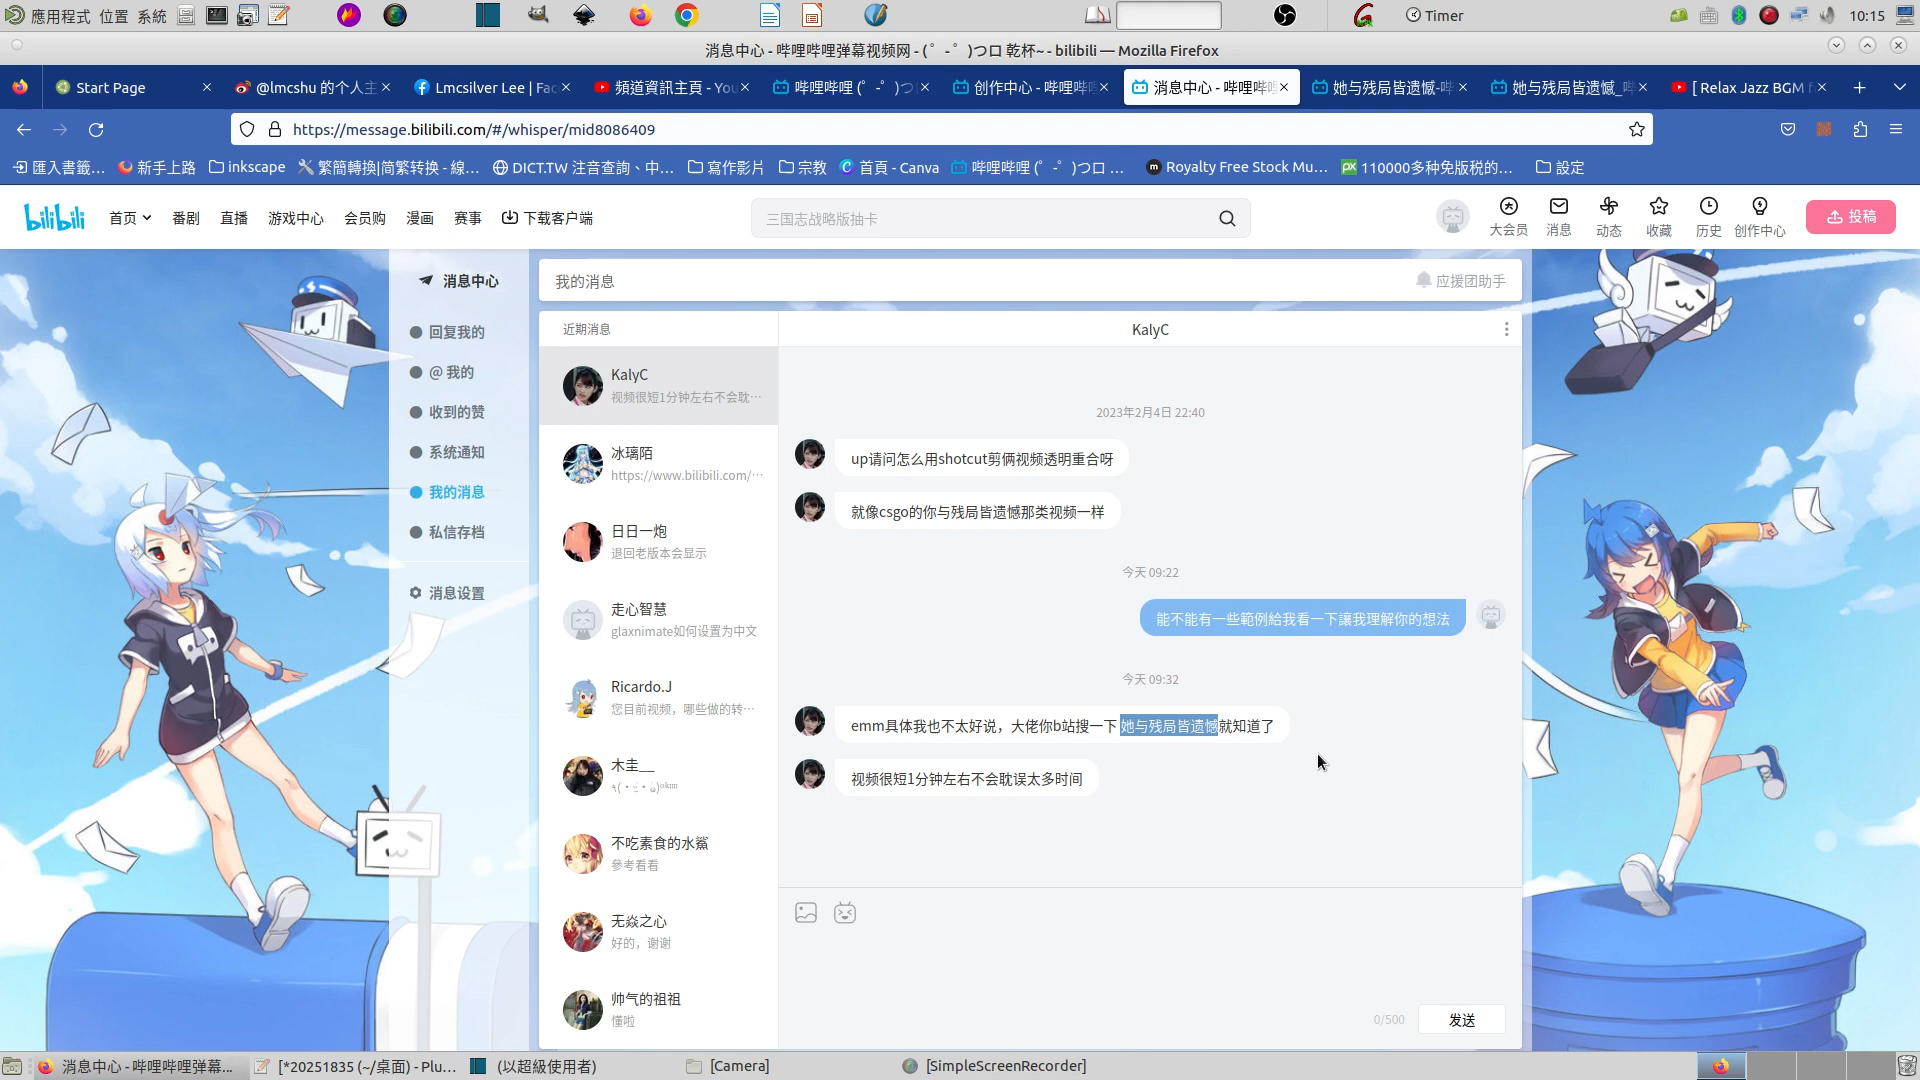 應用程式 位置 系統
Timer
10:15
消息中心 - 哔哩哔哩弹幕视频网 - ( ゜- ゜)つロ 乾杯~ - bilibili — Mozilla Firefox
Start Page
@lmcshu 的个人主
Lmcsilver Lee | Fac
頻道資訊主頁 - You
哔哩哔哩 (゜-゜)つ
创作中心 - 哔哩哔哩
消息中心 - 哔哩哔哩
她与残局皆遗憾-哔
她与残局皆遗憾_哔
[ Relax Jazz BGM f
https://message.bilibili.com/#/whisper/mid8086409
匯入書籤…
新手上路
inkscape
繁簡轉換|简繁转换 - 線…
DICT.TW 注音查詢、中…
寫作影片
宗教
首頁 - Canva
哔哩哔哩 (゜-゜)つロ …
Royalty Free Stock Mu…
110000多种免版税的…
設定
bilibili
首页
番剧
直播
游戏中心
会员购
漫画
赛事
下载客户端
三国志战略版抽卡
大会员
消息
动态
收藏
历史
创作中心
投稿
消息中心
回复我的
@ 我的
收到的赞
系统通知
我的消息
私信存档
消息设置
我的消息
应援团助手
近期消息
KalyC
KalyC
视频很短1分钟左右不会耽…
冰璃陌
https://www.bilibili.com/…
日日一炮
退回老版本会显示
走心智慧
glaxnimate如何设置为中文
Ricardo.J
您目前视频，哪些做的转…
木圭__
不吃素食的水鲨
參考看看
无焱之心
好的，谢谢
帅气的祖祖
懂啦
2023年2月4日 22:40
up请问怎么用shotcut剪俩视频透明重合呀
就像csgo的你与残局皆遗憾那类视频一样
今天 09:22
能不能有一些範例給我看一下讓我理解你的想法
今天 09:32
emm具体我也不太好说，大佬你b站搜一下 她与残局皆遗憾就知道了
视频很短1分钟左右不会耽误太多时间
0/500
发送
消息中心 - 哔哩哔哩弹幕…
[*20251835 (~/桌面) - Plu…
(以超級使用者)
[Camera]
[SimpleScreenRecorder]